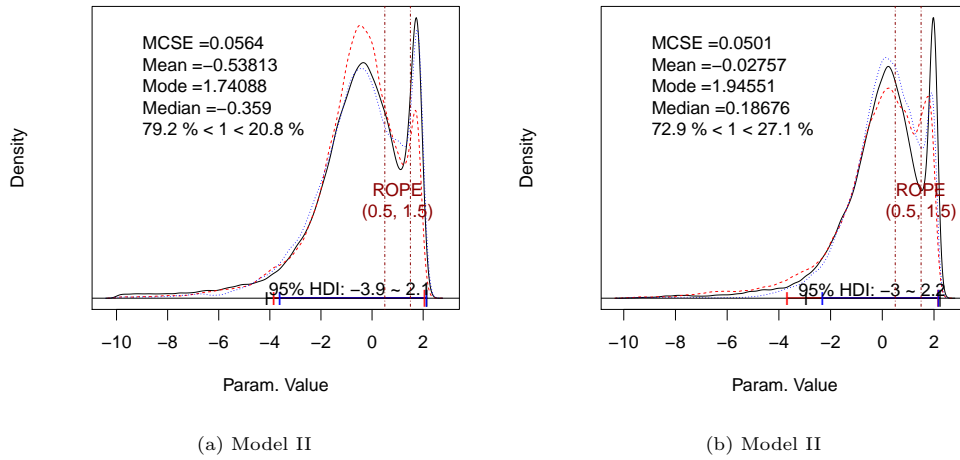 MCSE =0.0564
Mean =−0.53813
Mode =1.74088
Median =−0.359
79.2 % < 1 < 20.8 %
Density
ROPE
(0.5, 1.5)
95% HDI: −3.9 ~ 2.1
−10 −8 −6 −4 −2 0 2
Param. Value
(a) Model II
MCSE =0.0501
Mean =−0.02757
Mode =1.94551
Median =0.18676
72.9 % < 1 < 27.1 %
Density
ROPE
(0.5, 1.5)
95% HDI: −3 ~ 2.2
−10 −8 −6 −4 −2 0 2
Param. Value
(b) Model II